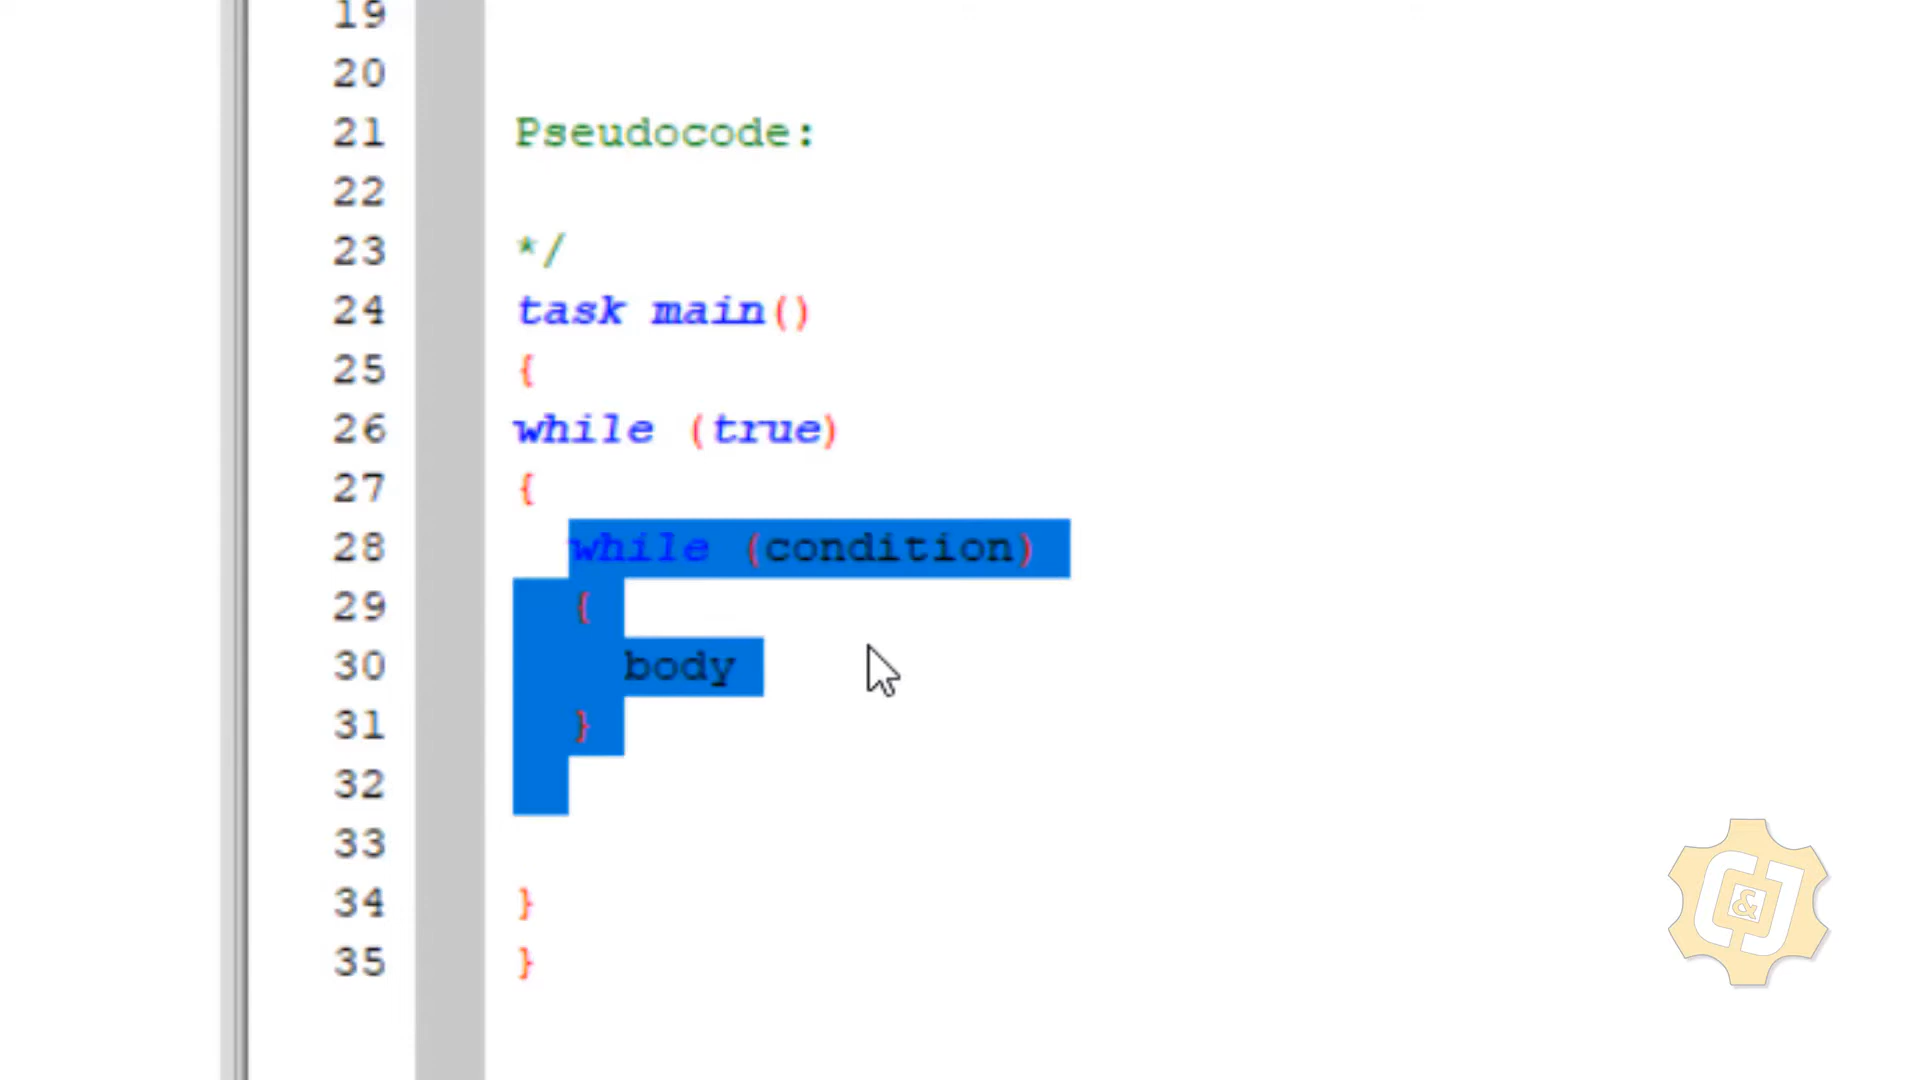 19
20
21 Pseudocode:
22
23 */
24 task main()
25 {
26 while (true)
27 {
28 while (condition)
29 {
30 body
31 }
32
33
34 }
35 }
C&J